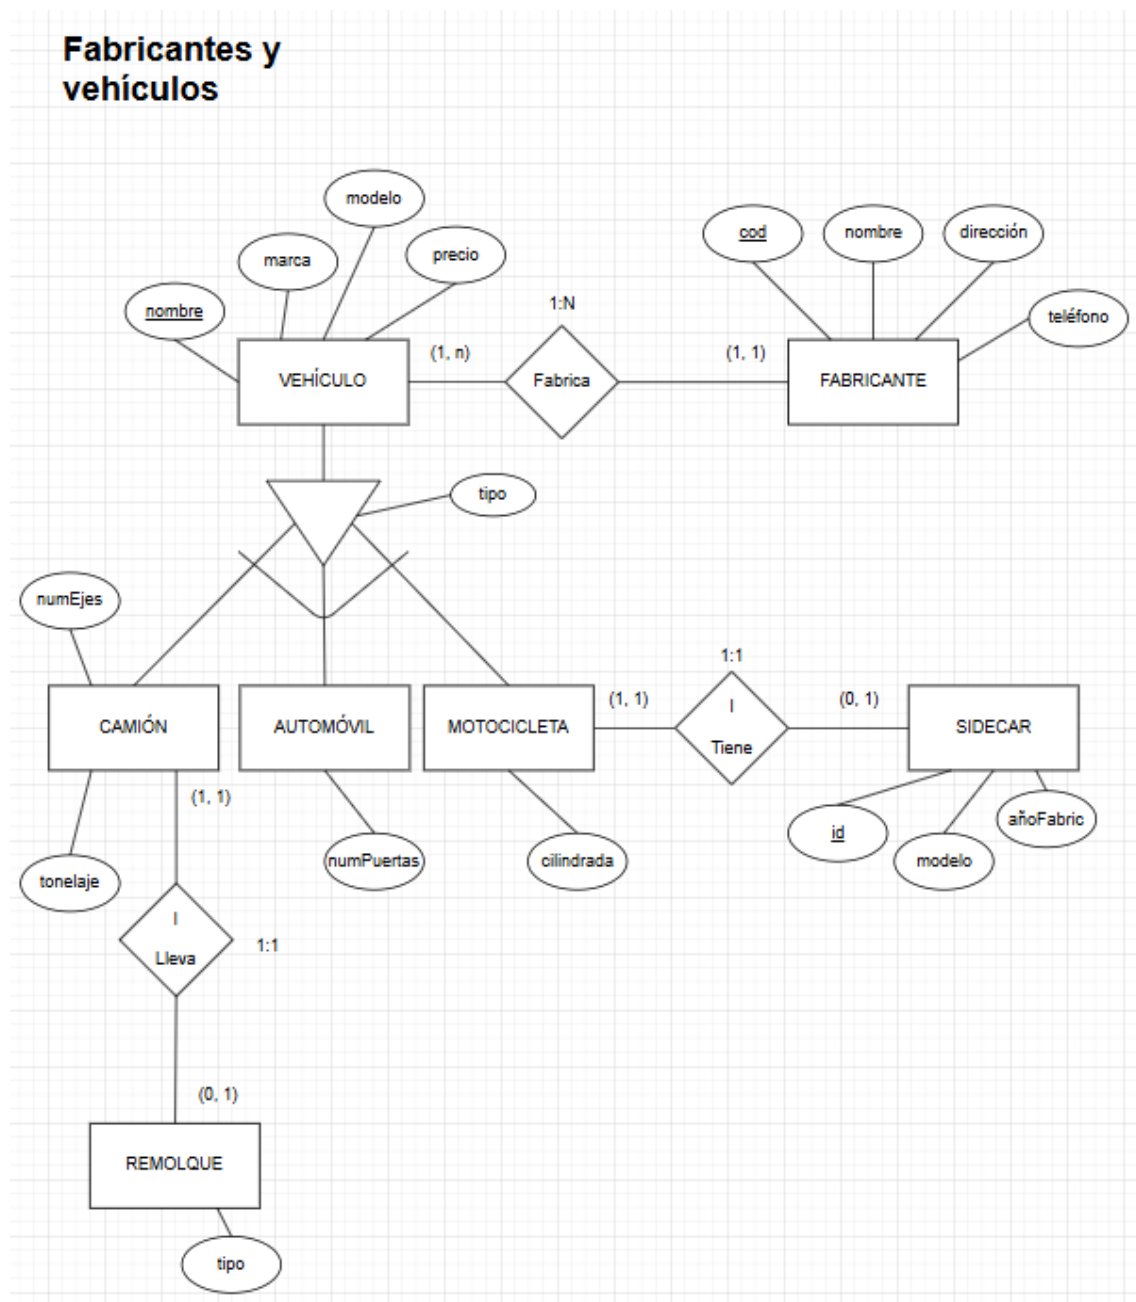 Fabricantes y
vehículos
modelo
marca
precio
nombre
cod
nombre
dirección
teléfono
1:N
(1, n)
(1, 1)
VEHÍCULO
Fabrica
FABRICANTE
tipo
numEjes
1:1
(1, 1)
(0, 1)
CAMIÓN
AUTOMÓVIL
MOTOCICLETA
I
Tiene
SIDECAR
(1, 1)
tonelaje
numPuertas
cilindrada
id
modelo
añoFabric
I
Lleva
1:1
(0, 1)
REMOLQUE
tipo